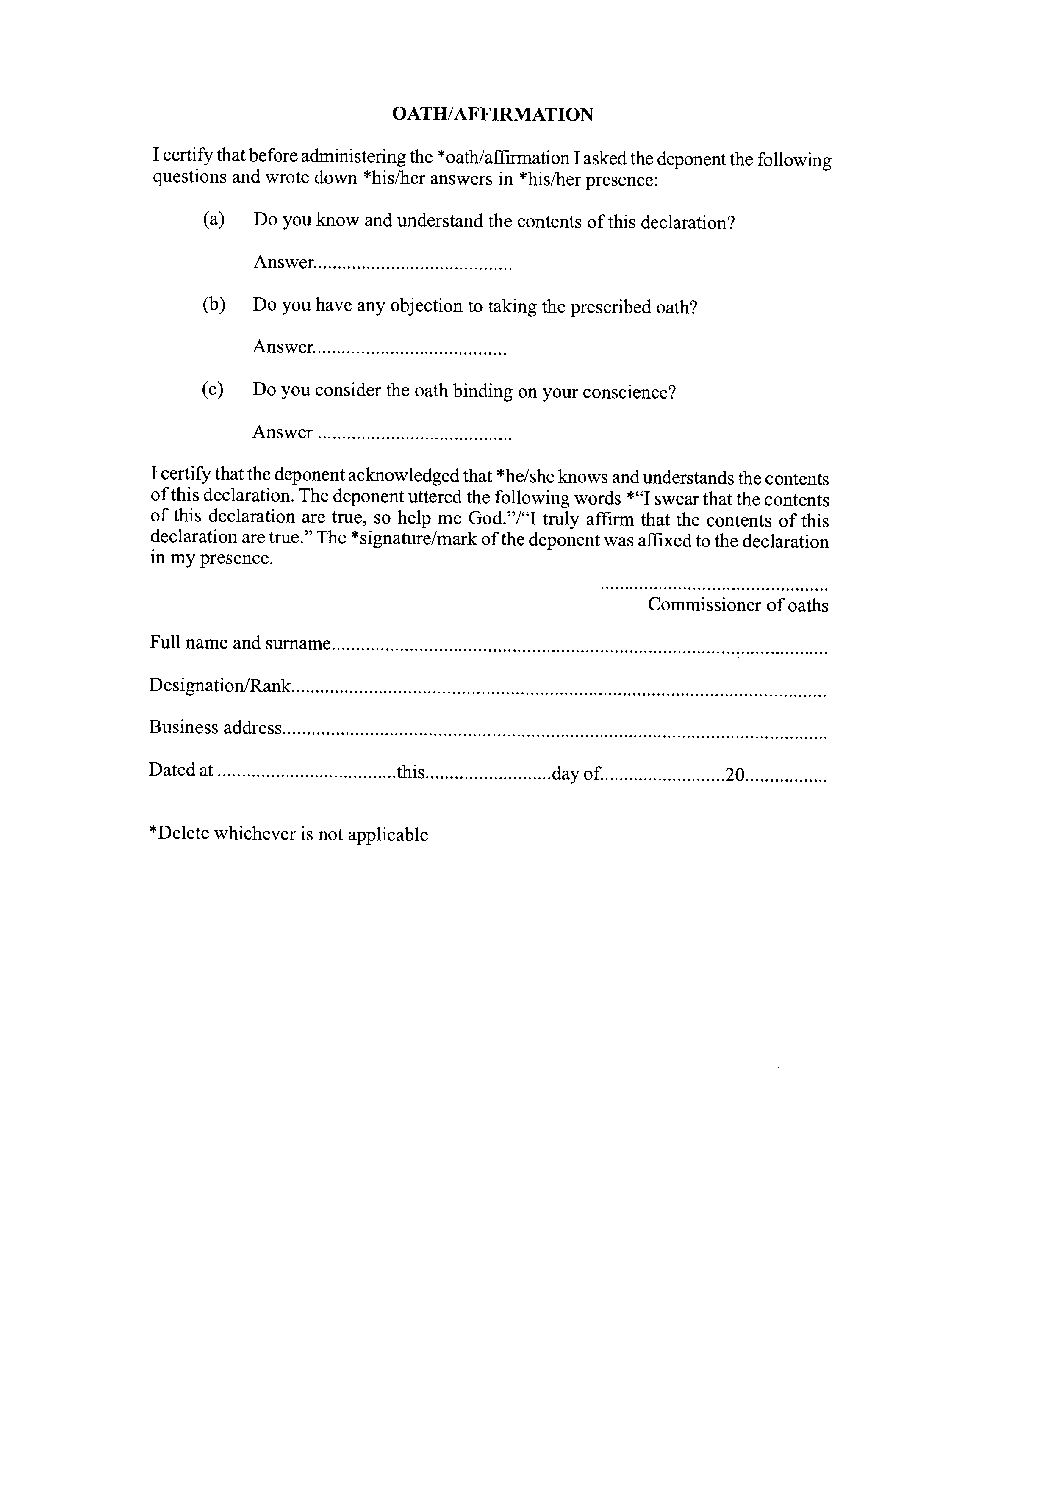 OATH/AFFIRMATION
I certify that before administering the *oath/affirmation I asked the deponent the following
questions and wrote down *his/her answers in *his/her presence:
(a) Do you know and understand the contents of this declaration?
Answer.........................................
(b) Do you have any objection to taking the prescribed oath?
Answer........................................
(c) Do you consider the oath binding on your conscience?
Answer ........................................
I certify that the deponent acknowledged that *he/she knows and understands the contents
of this declaration. The deponent uttered the following words *“I swear that the contents
of this declaration are true, so help me God.”/“I truly affirm that the contents of this
declaration are true.” The *signature/mark of the deponent was affixed to the declaration
in my presence.
...............................................
Commissioner of oaths
Full name and surname.......................................................................................................
Designation/Rank...............................................................................................................
Business address.................................................................................................................
Dated at .....................................this..........................day of..........................20.................
*Delete whichever is not applicable